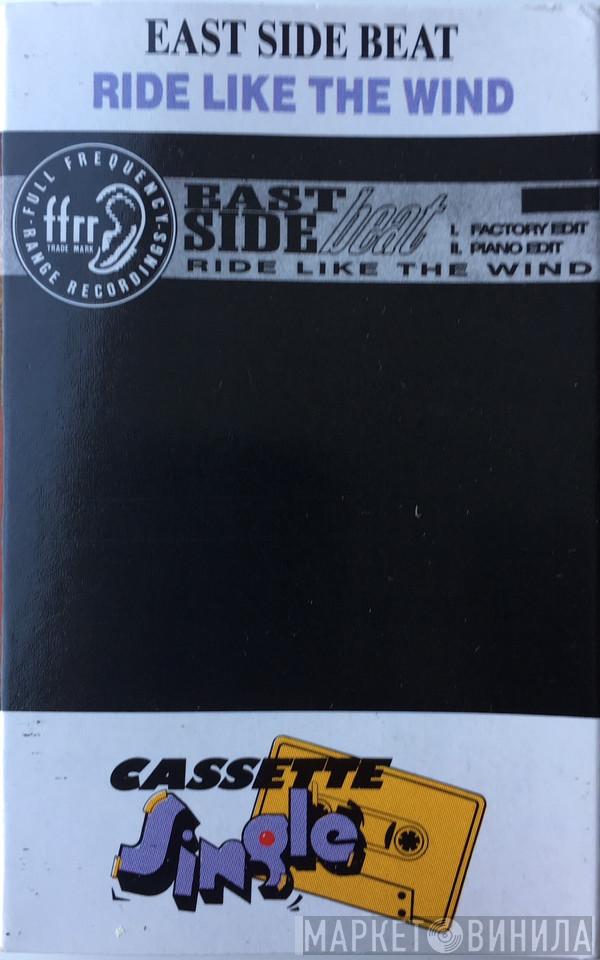 EAST SIDE BEAT
RIDE LIKE THE WIND
· FULL FREQUENCY ·
RANGE RECORDINGS
ffrr
TRADE MARK
EAST
SIDE beat
I. FACTORY EDIT
II. PIANO EDIT
RIDE LIKE THE WIND
CASSETTE
Single
МАРКЕТ ВИНИЛА